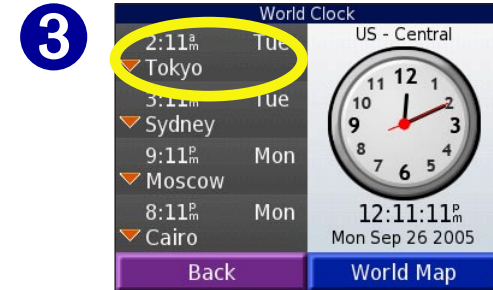 3
World Clock
2:11am Tue
Tokyo
3:11am Tue
Sydney
9:11pm Mon
Moscow
8:11pm Mon
Cairo
US - Central
12
1
2
3
4
5
6
7
8
9
10
11
12:11:11pm
Mon Sep 26 2005
Back
World Map